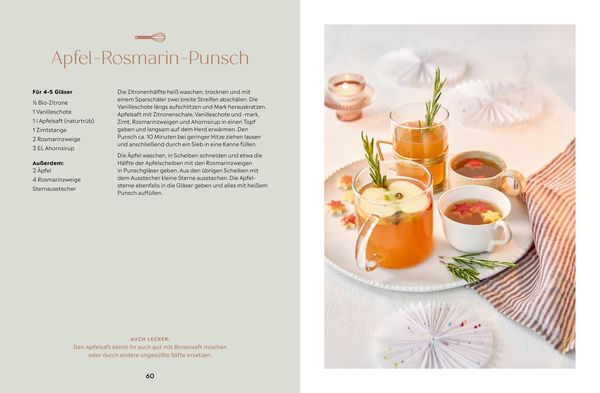 Apfel-Rosmarin-Punsch
Für 4-5 Gläser
½ Bio-Zitrone
1 Vanilleschote
1 l Apfelsaft (naturtrüb)
1 Zimtstange
2 Rosmarinzweige
3 EL Ahornsirup
Außerdem:
2 Äpfel
4 Rosmarinzweige
Sternausstecher
Die Zitronenhälfte heiß waschen, trocknen und mit
einem Sparschäler zwei breite Streifen abschälen. Die
Vanilleschote längs aufschlitzen und Mark herauskratzen.
Apfelsaft mit Zitronenschale, Vanilleschote und -mark,
Zimt, Rosmarinzweigen und Ahornsirup in einen Topf
geben und langsam auf dem Herd erwärmen. Den
Punsch ca. 10 Minuten bei geringer Hitze ziehen lassen
und anschließend durch ein Sieb in eine Kanne füllen.
Die Äpfel waschen, in Scheiben schneiden und etwa die
Hälfte der Apfelscheiben mit den Rosmarinzweigen
in Punschgläser geben. Aus den übrigen Scheiben mit
dem Ausstecher kleine Sterne ausstechen. Die Apfel-
sterne ebenfalls in die Gläser geben und alles mit heißem
Punsch auffüllen.
AUCH LECKER:
Den Apfelsaft könnt ihr auch gut mit Birnensaft mischen
oder durch andere ungesüßte Säfte ersetzen.
60